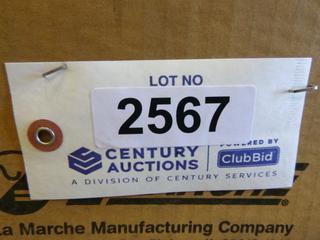 LOT NO
2567
CENTURY
AUCTIONS
POWERED BY
ClubBid
A DIVISION OF CENTURY SERVICES
La Marche Manufacturing Company